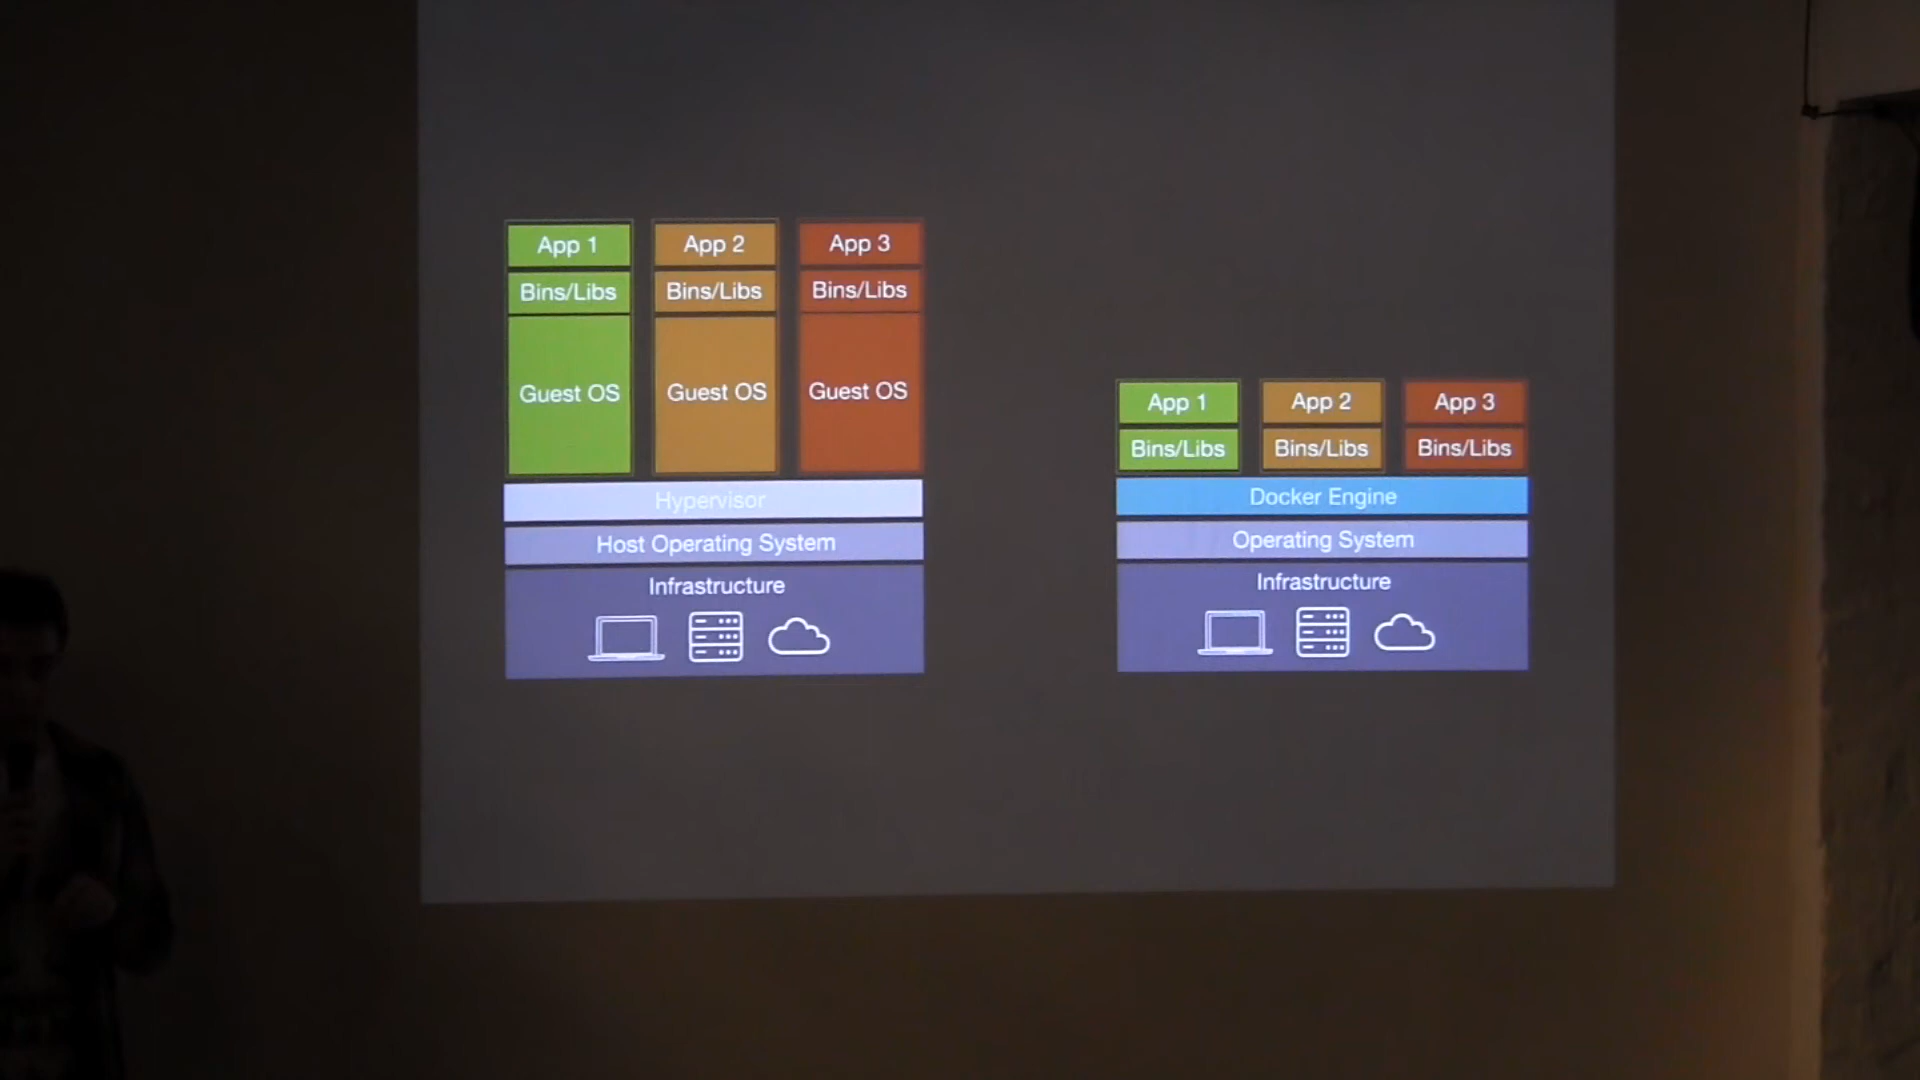 App 1
App 2
App 3
Bins/Libs
Bins/Libs
Bins/Libs
Guest OS
Guest OS
Guest OS
Hypervisor
Host Operating System
Infrastructure
App 1
App 2
App 3
Bins/Libs
Bins/Libs
Bins/Libs
Docker Engine
Operating System
Infrastructure